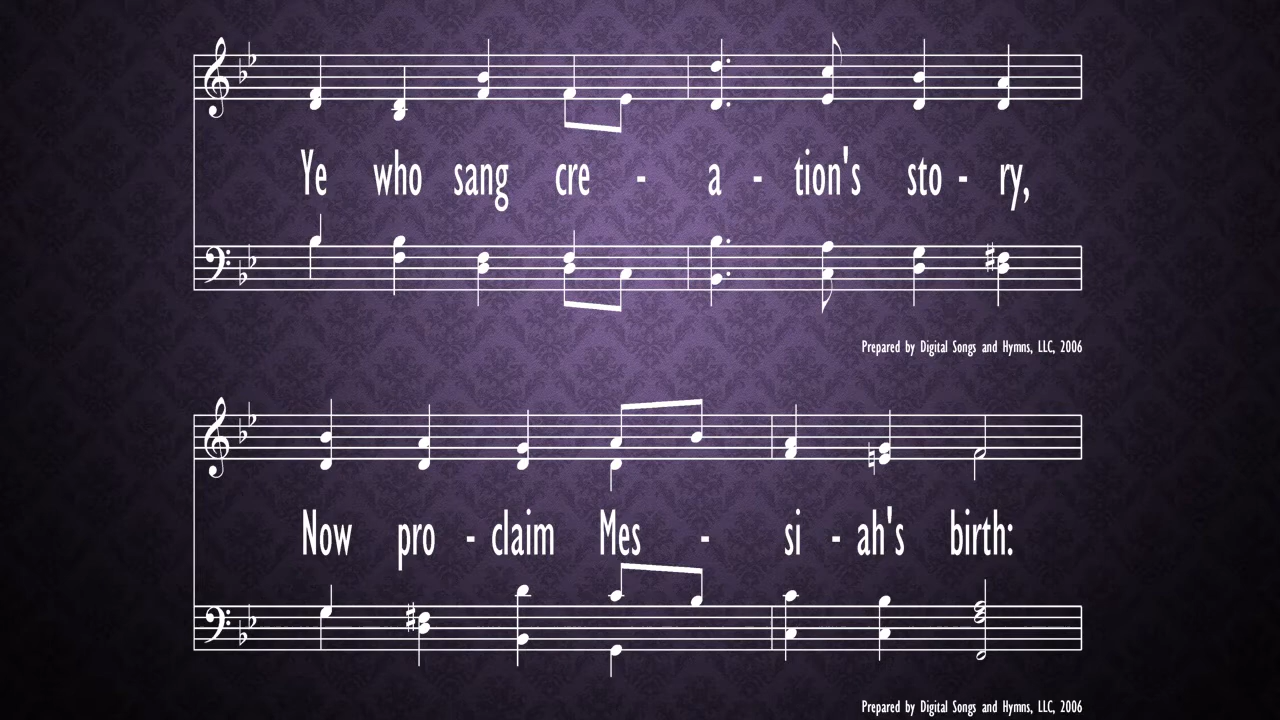 Ye who sang cre - a - tion's sto - ry,
Prepared by Digital Songs and Hymns, LLC, 2006
Now pro - claim Mes - si - ah's birth:
Prepared by Digital Songs and Hymns, LLC, 2006